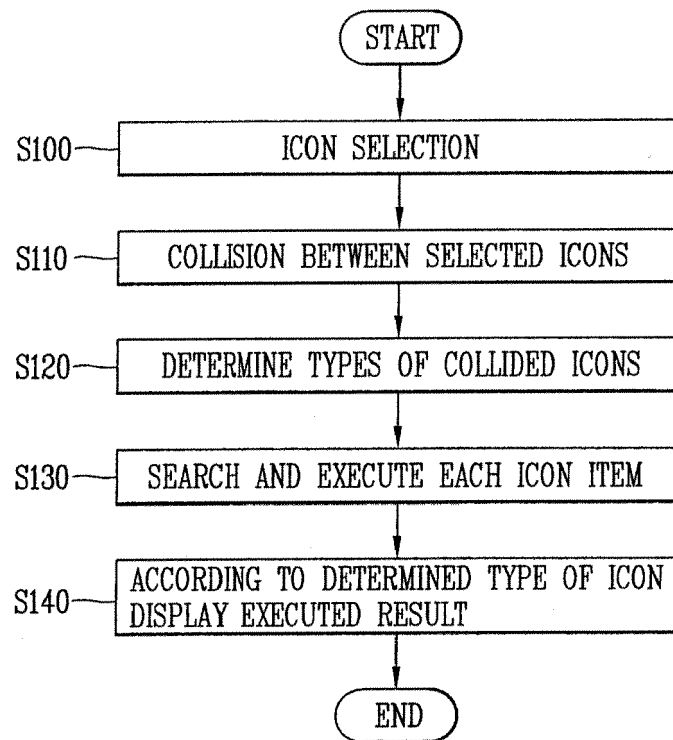 START
S100 ICON SELECTION
S110 COLLISION BETWEEN SELECTED ICONS
S120 DETERMINE TYPES OF COLLIDED ICONS
S130 SEARCH AND EXECUTE EACH ICON ITEM
S140 ACCORDING TO DETERMINED TYPE OF ICON
DISPLAY EXECUTED RESULT
END